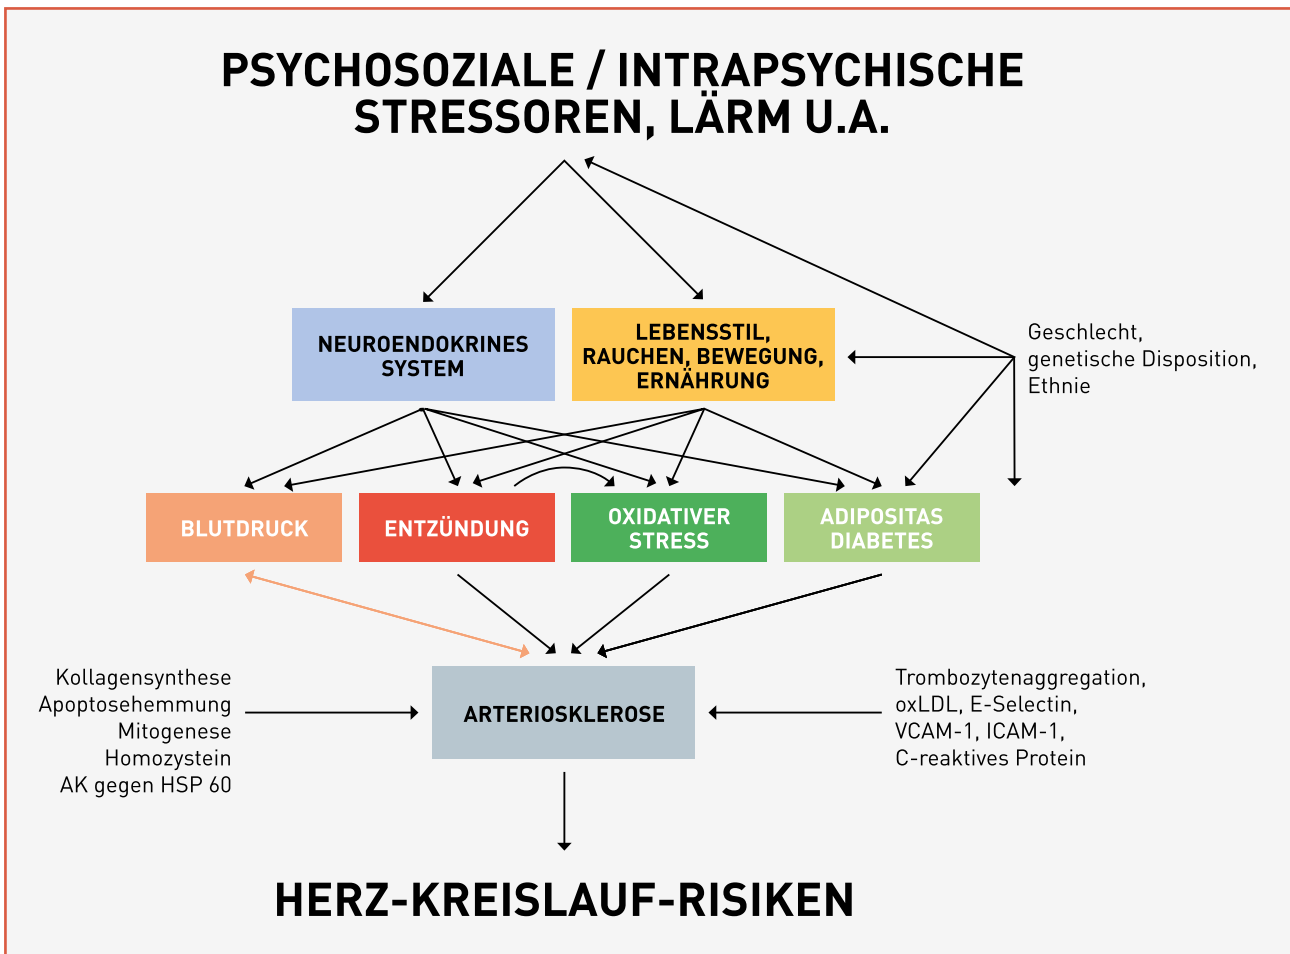 PSYCHOSOZIALE / INTRAPSYCHISCHE
STRESSOREN, LÄRM U.A.
NEUROENDOKRINES
SYSTEM
LEBENSSTIL,
RAUCHEN, BEWEGUNG,
ERNÄHRUNG
Geschlecht,
genetische Disposition,
Ethnie
BLUTDRUCK
ENTZÜNDUNG
OXIDATIVER
STRESS
ADIPOSITAS
DIABETES
Kollagensynthese
Apoptosehemmung
Mitogenese
Homozystein
AK gegen HSP 60
ARTERIOSKLEROSE
Trombozytenaggregation,
oxLDL, E-Selectin,
VCAM-1, ICAM-1,
C-reaktives Protein
HERZ-KREISLAUF-RISIKEN